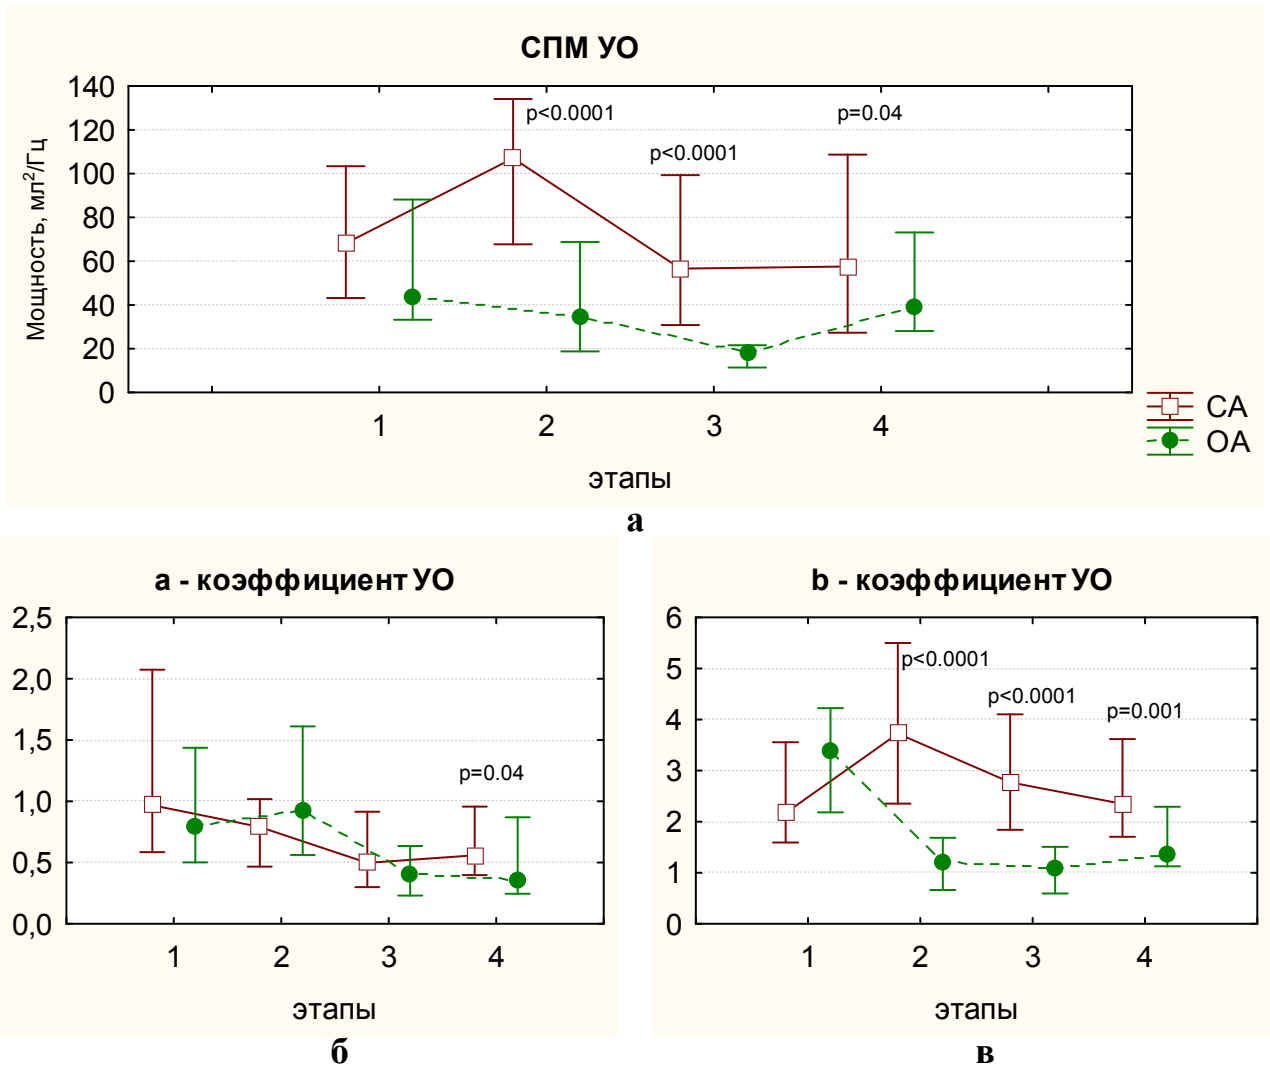 СПМ УО
Мощность, мл²/Гц
140
120
100
80
60
40
20
0
p<0.0001
p<0.0001
p=0.04
1 2 3 4
этапы
СА
ОА
а
a - коэффициент УО
2,5
2,0
1,5
1,0
0,5
0,0
p=0.04
1 2 3 4
этапы
б
b - коэффициент УО
6
5
4
3
2
1
0
p<0.0001
p<0.0001
p=0.001
1 2 3 4
этапы
в